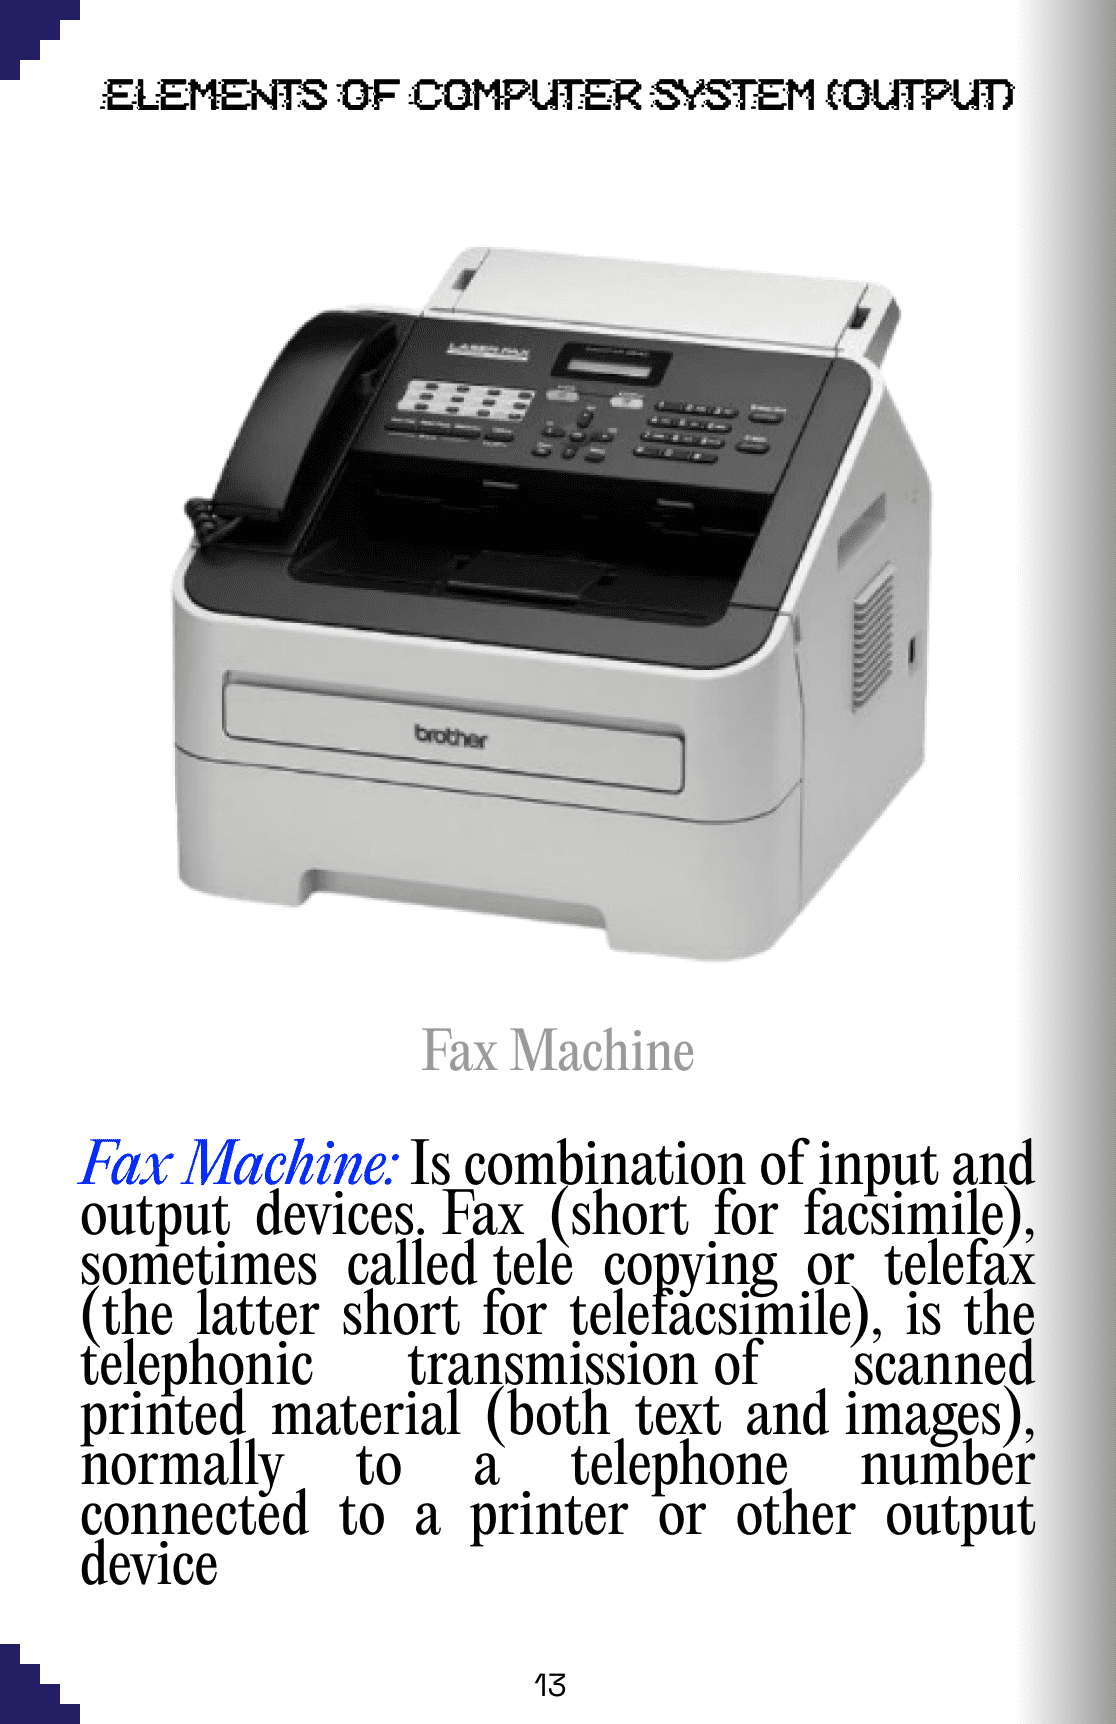 ELEMENTS OF COMPUTER SYSTEM (OUTPUT)
LASER FAX
brother
Fax Machine
Fax Machine: Is combination of input and
output devices. Fax (short for facsimile),
sometimes called tele copying or telefax
(the latter short for telefacsimile), is the
telephonic transmission of scanned
printed material (both text and images),
normally to a telephone number
connected to a printer or other output
device
13